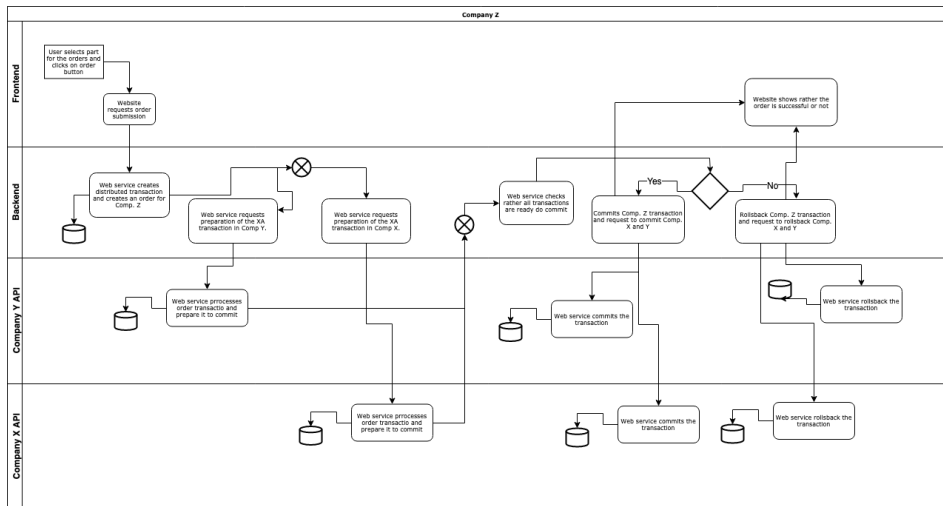 Company Z
Frontend
User selects part
for the orders and
clicks on order
button
Website
requests order
submission
Website shows rather the
order is successful or not
Backend
Web service creates
distributed transaction
and creates an order for
Comp. Z
Web service requests
preparation of the XA
transaction in Comp Y.
Web service requests
preparation of the XA
transaction in Comp X.
Web service checks
rather all transactions
are ready do commit
Yes
No
Commits Comp. Z transaction
and request to commit Comp.
X and Y
Rollsback Comp. Z transaction
and request to rollback Comp.
X and Y
Company Y API
Web service prrocesses
order transactio and
prepare it to commit
Web service commits the
transaction
Web service rollsback the
transaction
Company X API
Web service prrocesses
order transactio and
prepare it to commit
Web service commits the
transaction
Web service rollsback the
transaction